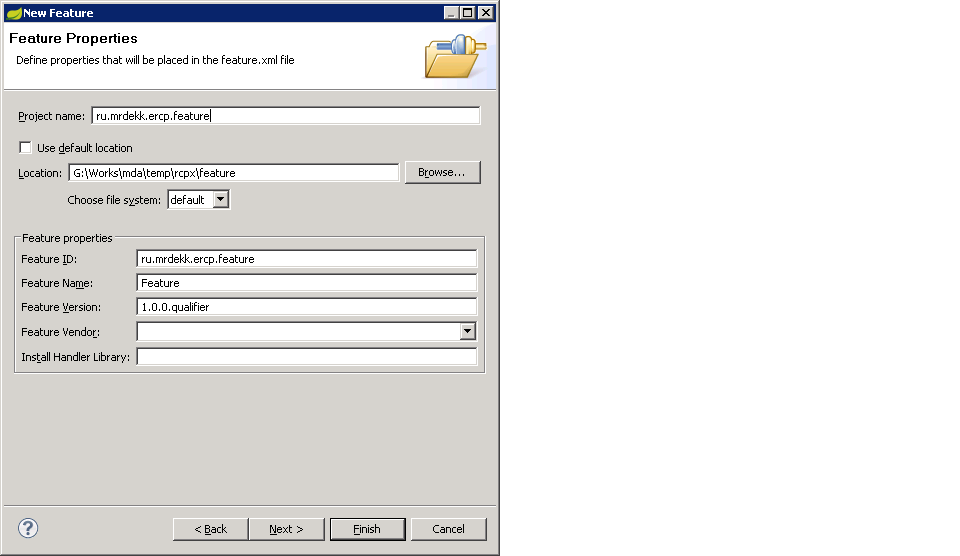 New Feature
Feature Properties
Define properties that will be placed in the feature.xml file
Project name: ru.mrdekk.ercp.feature
Use default location
Location: G:\Works\mda\temp\rcpx\feature Browse...
Choose file system: default
Feature properties
Feature ID: ru.mrdekk.ercp.feature
Feature Name: Feature
Feature Version: 1.0.0.qualifier
Feature Vendor:
Install Handler Library:
? < Back Next > Finish Cancel